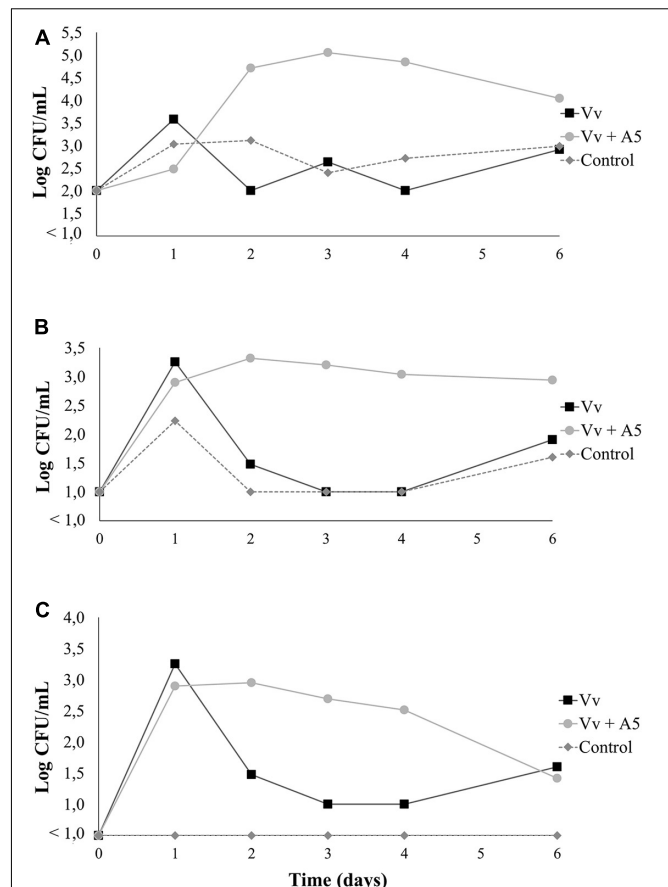 A
5,5
5,0
4,5
4,0
3,5
3,0
2,5
2,0
1,5
< 1,0
Log CFU/mL
0 1 2 3 4 5 6
Vv
Vv + A5
Control
B
3,5
3,0
2,5
2,0
1,5
1,0
< 1,0
Log CFU/mL
0 1 2 3 4 5 6
Vv
Vv + A5
Control
C
4,0
3,5
3,0
2,5
2,0
1,5
1,0
< 1,0
Log CFU/mL
0 1 2 3 4 5 6
Vv
Vv + A5
Control
Time (days)